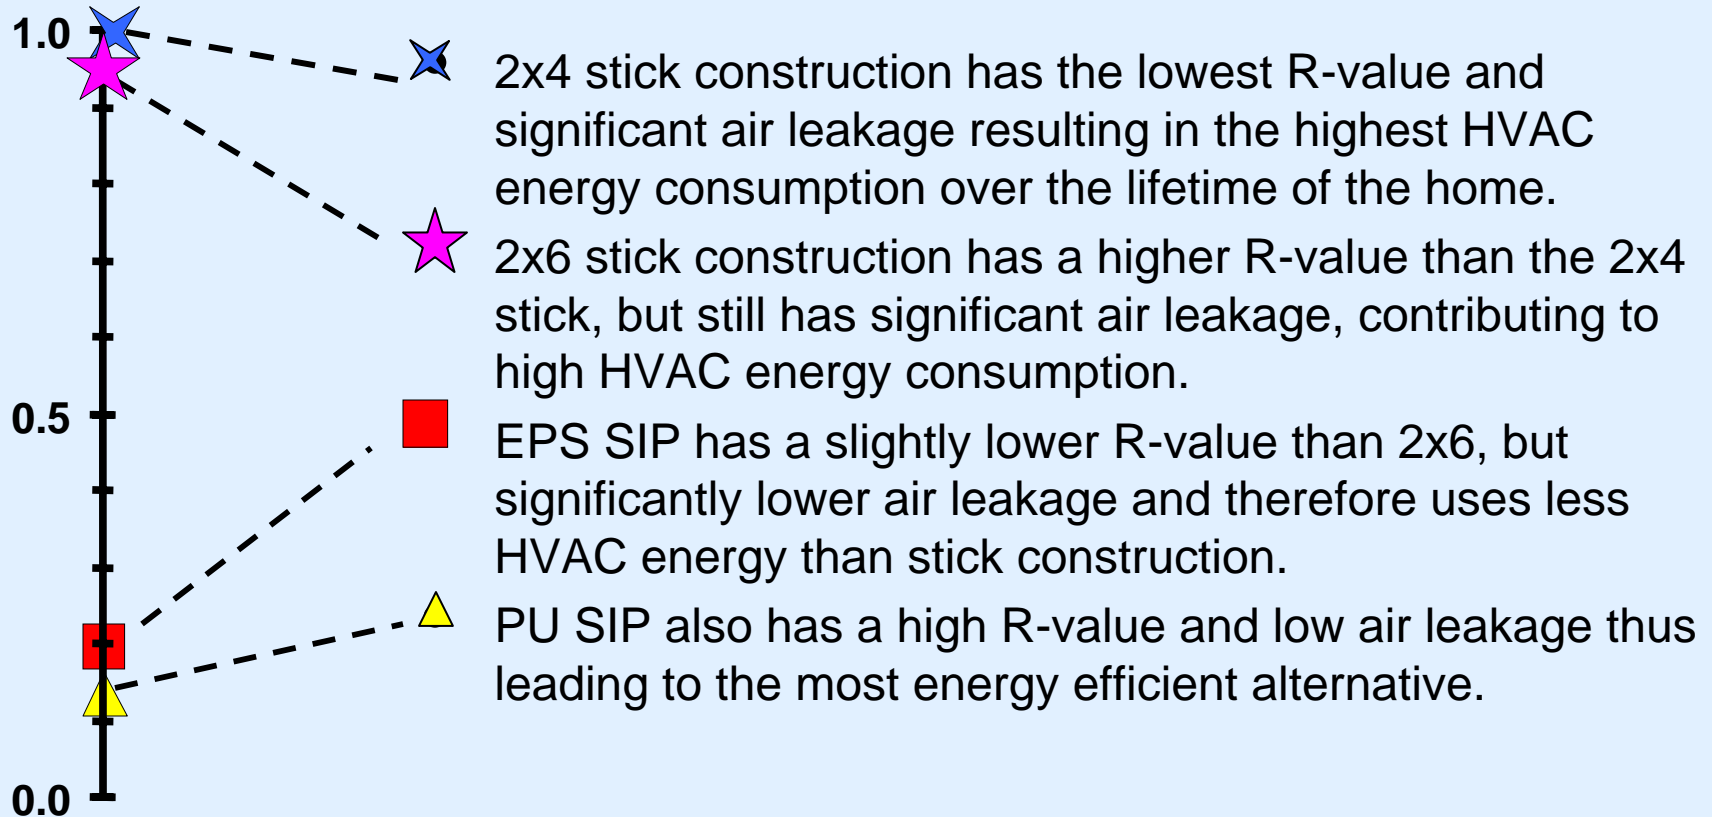 1.0
2x4 stick construction has the lowest R-value and
significant air leakage resulting in the highest HVAC
energy consumption over the lifetime of the home.
2x6 stick construction has a higher R-value than the 2x4
stick, but still has significant air leakage, contributing to
high HVAC energy consumption.
0.5
EPS SIP has a slightly lower R-value than 2x6, but
significantly lower air leakage and therefore uses less
HVAC energy than stick construction.
PU SIP also has a high R-value and low air leakage thus
leading to the most energy efficient alternative.
0.0